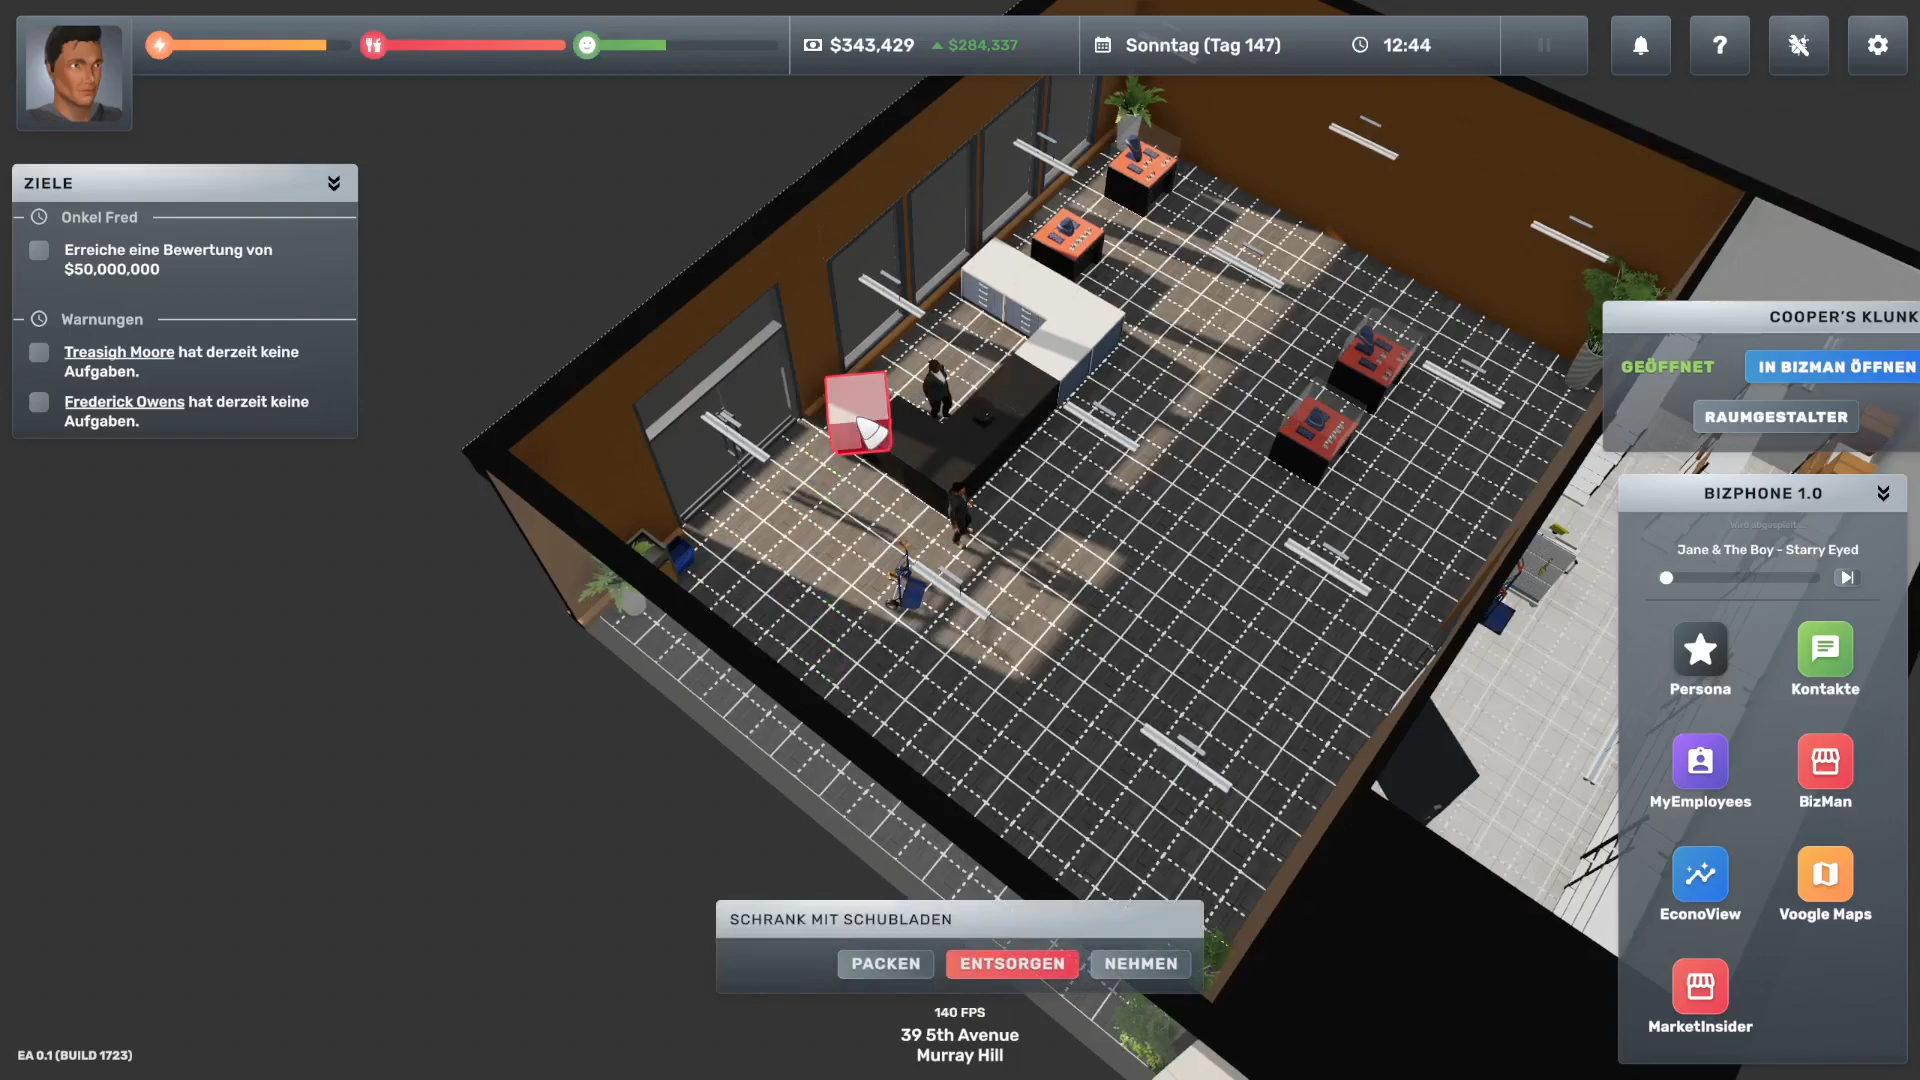 $343,429
$284,337
Sonntag (Tag 147)
12:44
?
ZIELE
Onkel Fred
Erreiche eine Bewertung von
$50,000,000
Warnungen
Treasigh Moore hat derzeit keine
Aufgaben.
Frederick Owens hat derzeit keine
Aufgaben.
COOPER'S KLUNK
GEÖFFNET
IN BIZMAN ÖFFNEN
RAUMGESTALTER
BIZPHONE 1.0
Wird abgespielt...
Jane & The Boy - Starry Eyed
Persona
Kontakte
MyEmployees
BizMan
EconoView
Voogle Maps
MarketInsider
SCHRANK MIT SCHUBLADEN
PACKEN
ENTSORGEN
NEHMEN
140 FPS
39 5th Avenue
Murray Hill
EA 0.1 (BUILD 1723)